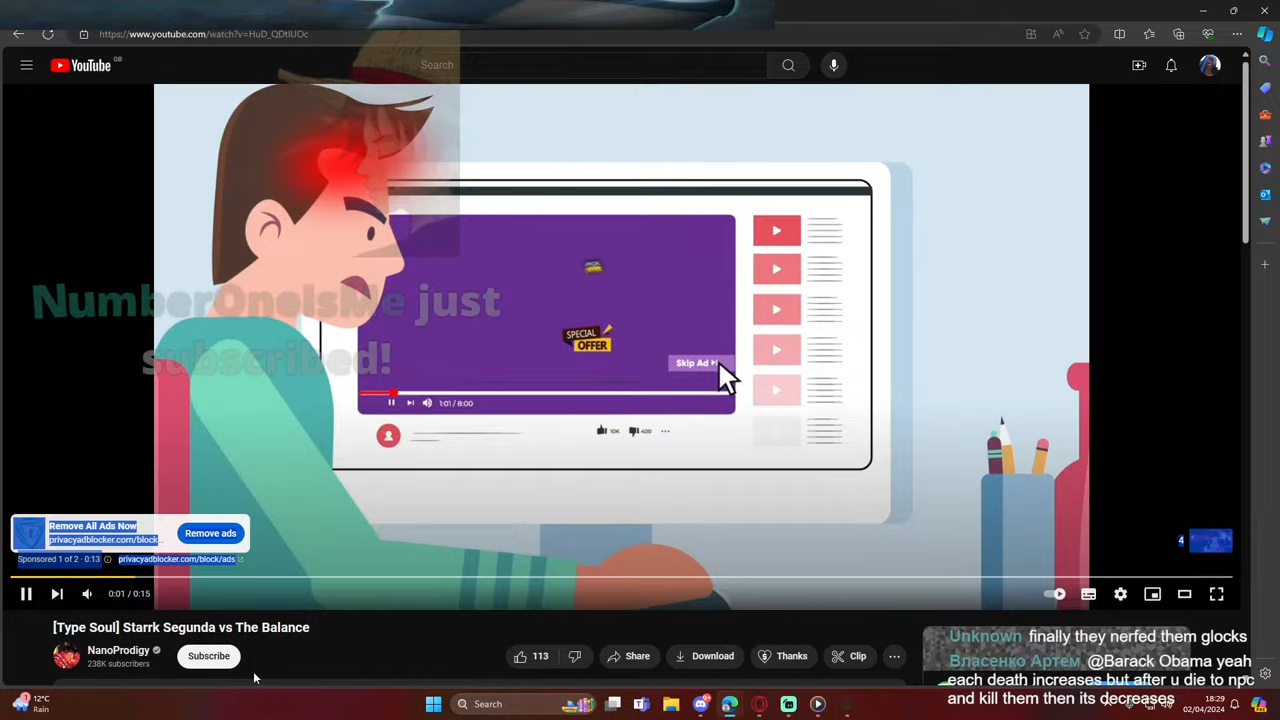 https://www.youtube.com/watch?v=HuD_QDtIUOc
YouTube GB
Search
NumberOneIsMe just
subscribed!
SPECIAL
OFFER
Skip Ad
1:01 / 8:00
10K
400
Remove All Ads Now
privacyadblocker.com/block...
Remove ads
Sponsored 1 of 2 · 0:13
privacyadblocker.com/block/ads
4
0:01 / 0:15
[Type Soul] Starrk Segunda vs The Balance
NanoProdigy
238K subscribers
Subscribe
113
Share
Download
Thanks
Clip
Unknown finally they nerfed them glocks
Власенко Артем @Barack Obama yeah
each death increases but after u die to npc
and kill them then its decreases
12°C
Rain
Search
18:29
02/04/2024